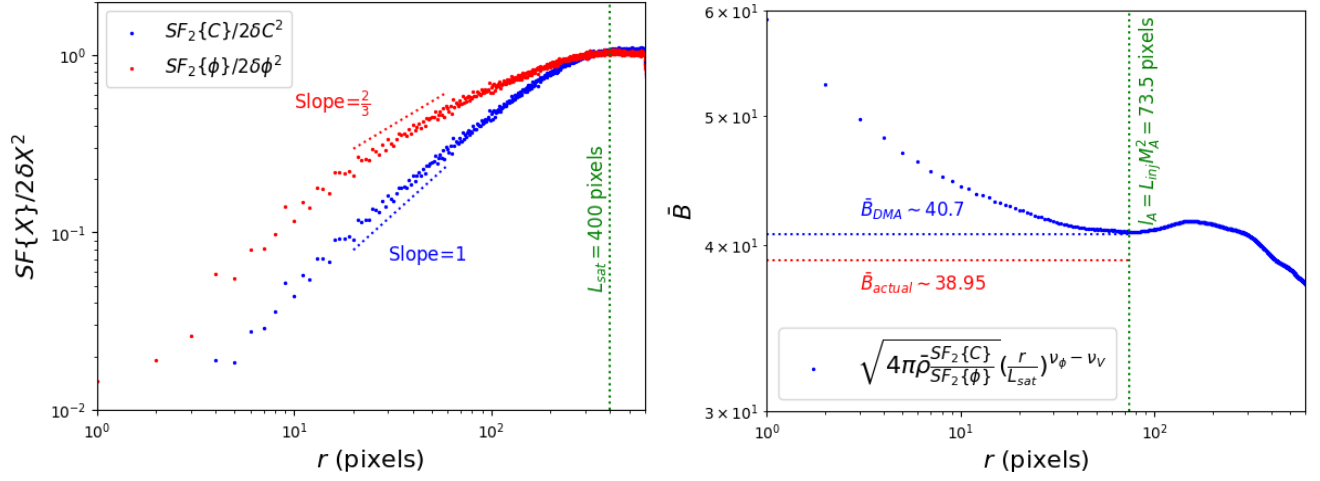 SF₂{C}/2δC²
SF₂{ϕ}/2δϕ²
Slope=2/3
Slope=1
L_sat = 400 pixels
SF{X}/2δX²
10⁰
10⁻¹
10⁻²
10⁰ 10¹ 10²
r (pixels)
6 × 10¹
5 × 10¹
4 × 10¹
3 × 10¹
B̄
l_A = L_inj M_A² = 73.5 pixels
B̄_DMA ∼ 40.7
B̄_actual ∼ 38.95
√(4πρ̄ SF₂{C}/SF₂{ϕ}) (r/L_sat)^(ν_ϕ − ν_V)
10⁰ 10¹ 10²
r (pixels)